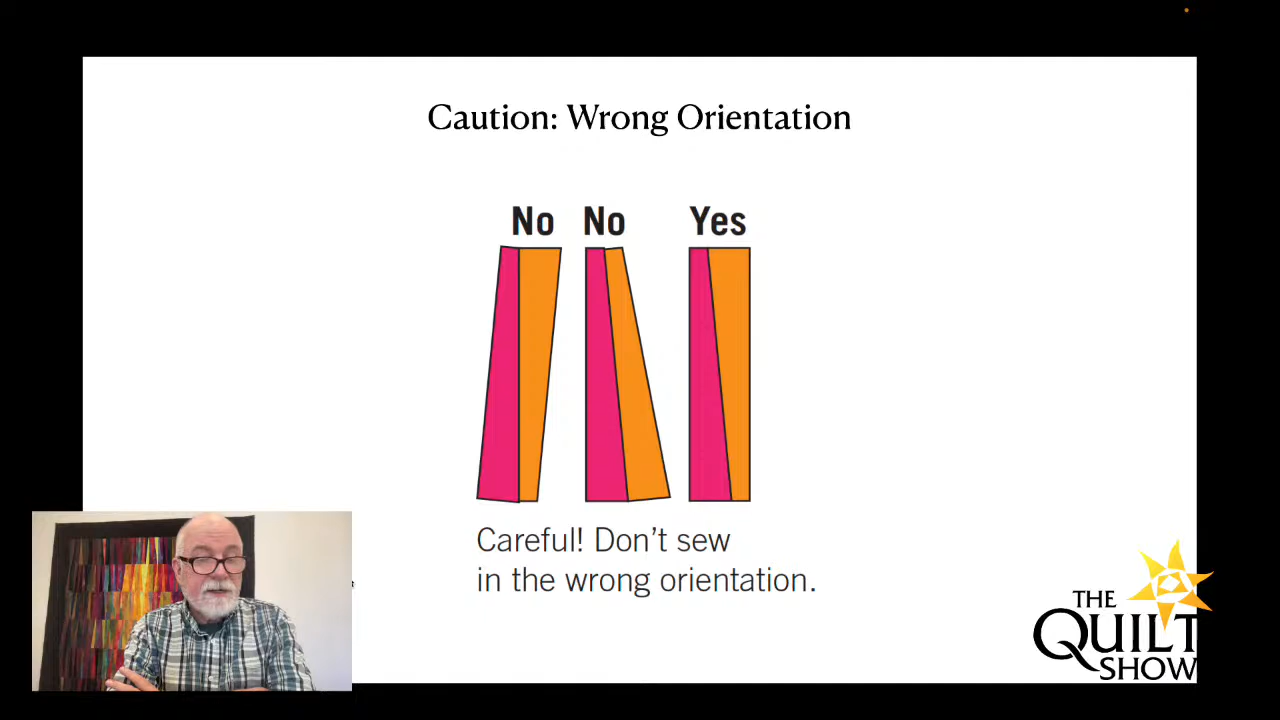 Caution: Wrong Orientation
No No Yes
Careful! Don't sew
in the wrong orientation.
THE
QUILT
SHOW